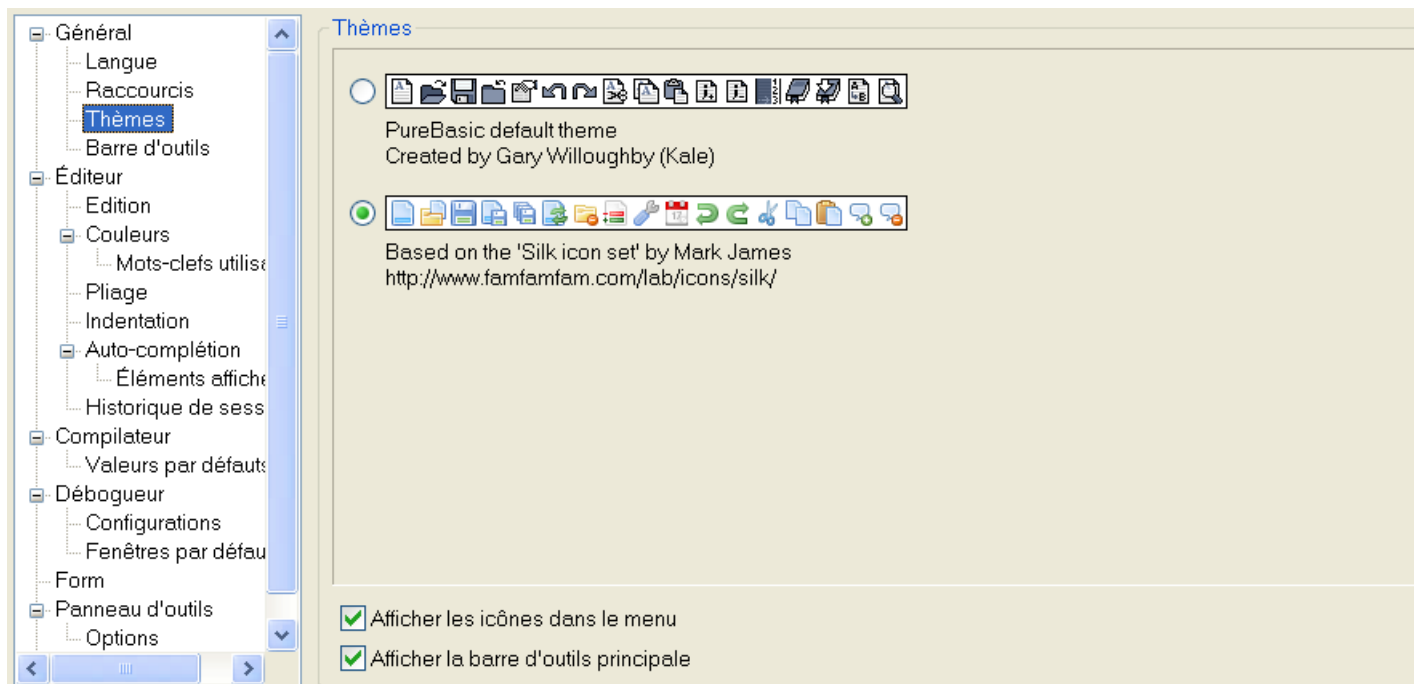 Général
Langue
Raccourcis
Thèmes
Barre d'outils
Éditeur
Edition
Couleurs
Mots-clefs utilisa
Pliage
Indentation
Auto-complétion
Éléments affiche
Historique de sess
Compilateur
Valeurs par défauts
Débogueur
Configurations
Fenêtres par défau
Form
Panneau d'outils
Options
Thèmes
PureBasic default theme
Created by Gary Willoughby (Kale)
Based on the 'Silk icon set' by Mark James
http://www.famfamfam.com/lab/icons/silk/
Afficher les icônes dans le menu
Afficher la barre d'outils principale